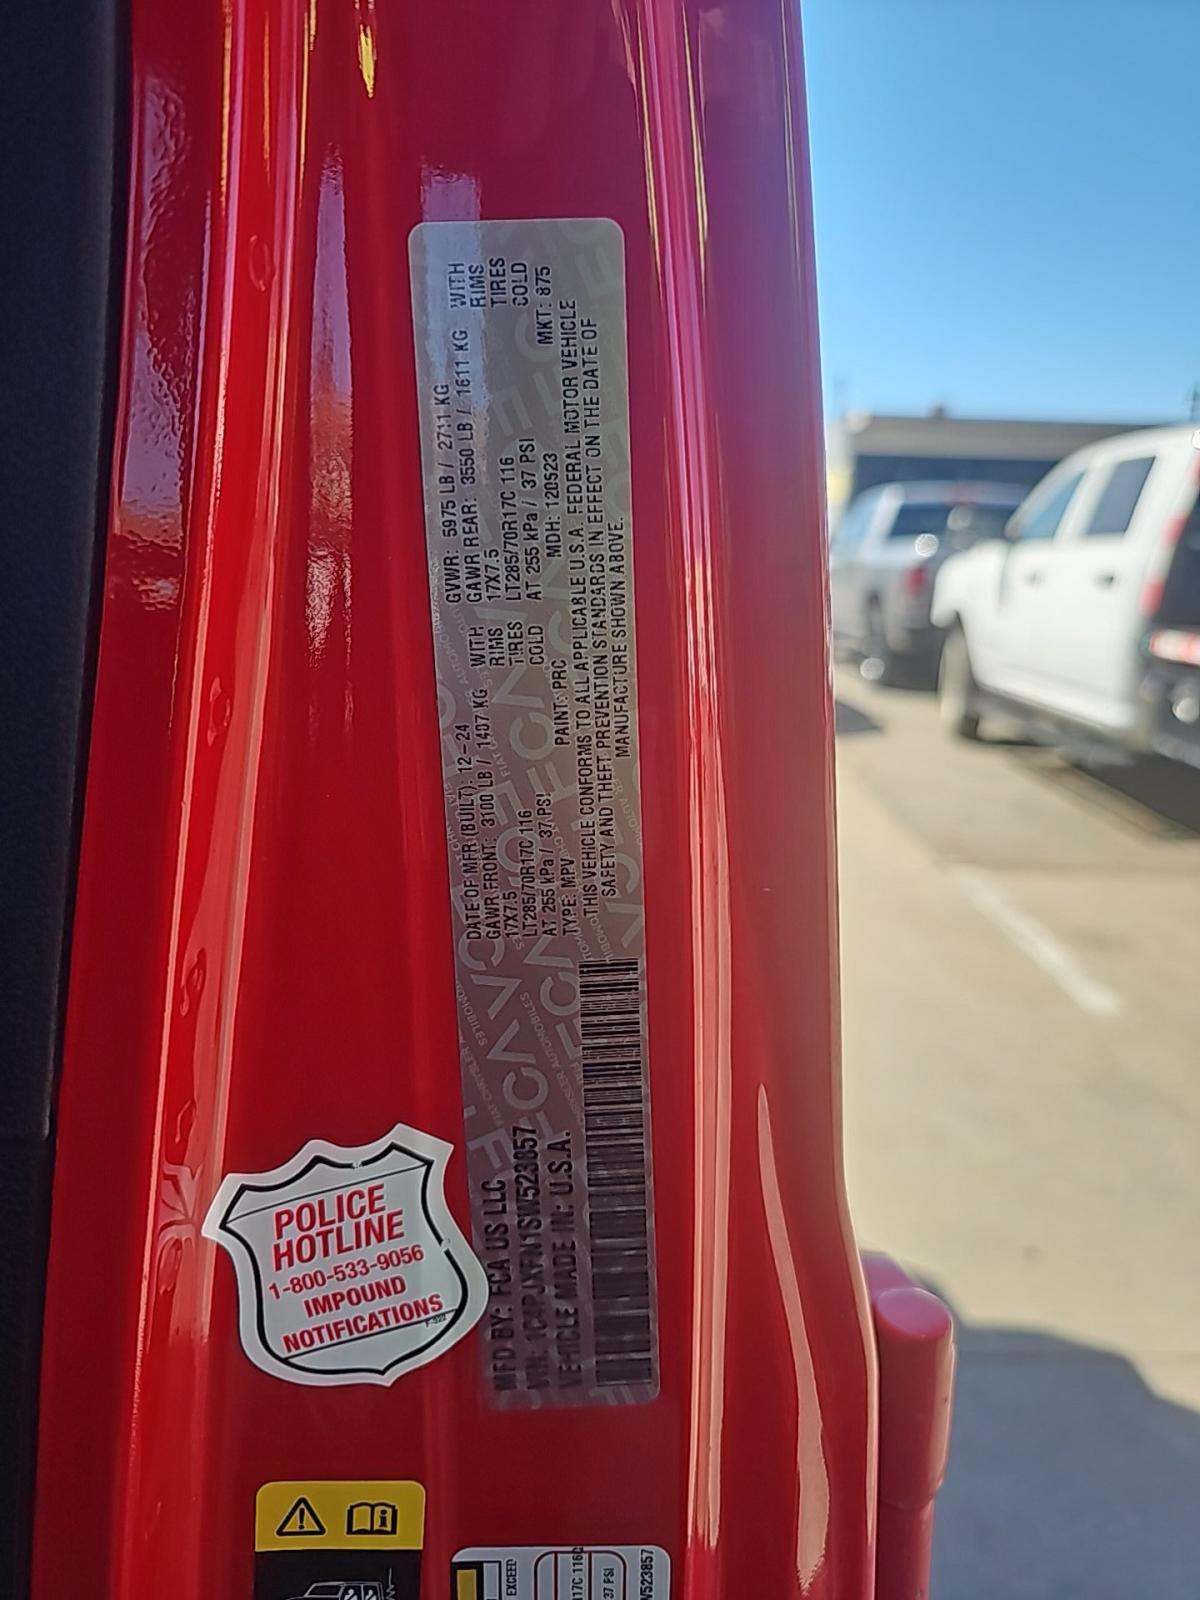 MFD BY: FCA US LLC
DATE OF MFR (BUILT): 12-24
GVWR: 5975 LB / 2711 KG
GAWR FRONT: 3100 LB / 1407 KG WITH
GAWR REAR: 3550 LB / 1611 KG WITH
17X7.5 RIMS
17X7.5 RIMS
LT285/70R17C 116 TIRES
LT285/70R17C 116 TIRES
AT 255 kPa / 37 PSI COLD
AT 255 kPa / 37 PSI COLD
VEHICLE MADE IN: U.S.A.
TYPE: MPV PAINT: PRC MDH: 120523 MKT: 875
THIS VEHICLE CONFORMS TO ALL APPLICABLE U.S.A. FEDERAL MOTOR VEHICLE
SAFETY AND THEFT PREVENTION STANDARDS IN EFFECT ON THE DATE OF
MANUFACTURE SHOWN ABOVE.
POLICE
HOTLINE
1-800-533-9056
IMPOUND
NOTIFICATIONS
EXCEED
37 PSI
W523857